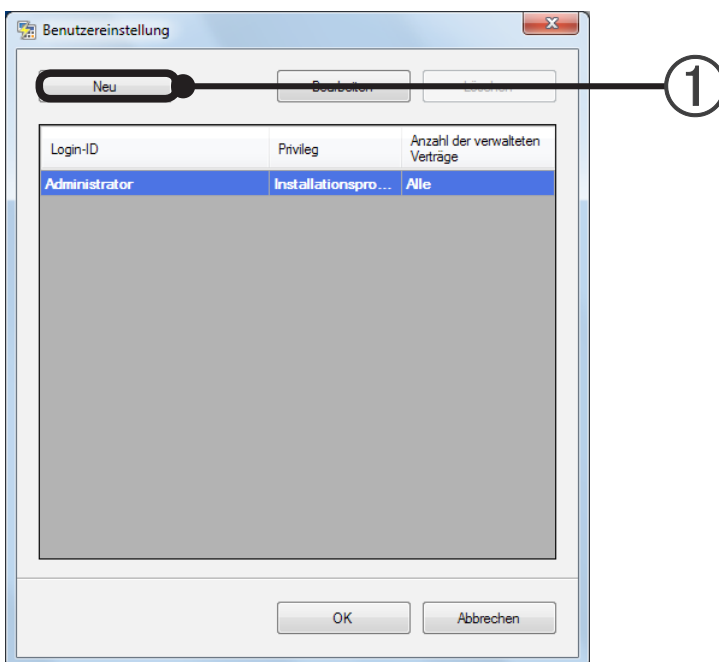 Benutzereinstellung
Neu
Bearbeiten
Löschen
①
Login-ID
Privileg
Anzahl der verwalteten
Verträge
Administrator
Installationspro...
Alle
OK
Abbrechen